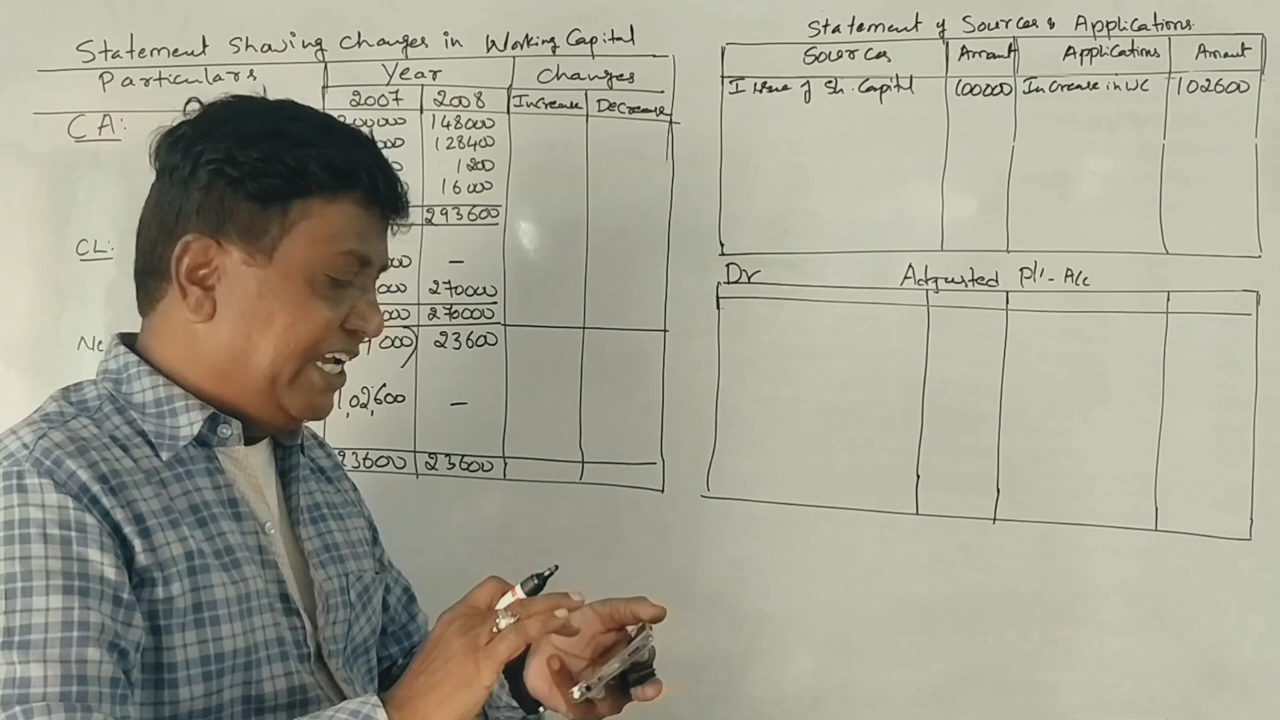 Statement Showing Changes in Working Capital
Particulars Year Changes
2007 2008 Increase Decrease
CA: 200000 148000
128400
1200
16000
293600
CL: –
270000
270000
23600
1,02,600 –
23600 23600
Statement of Sources & Applications
Sources Amount Applications Amount
Issue of Sh. Capital 100000 Increase in WC 102600
Dr Adjusted P/L A/c